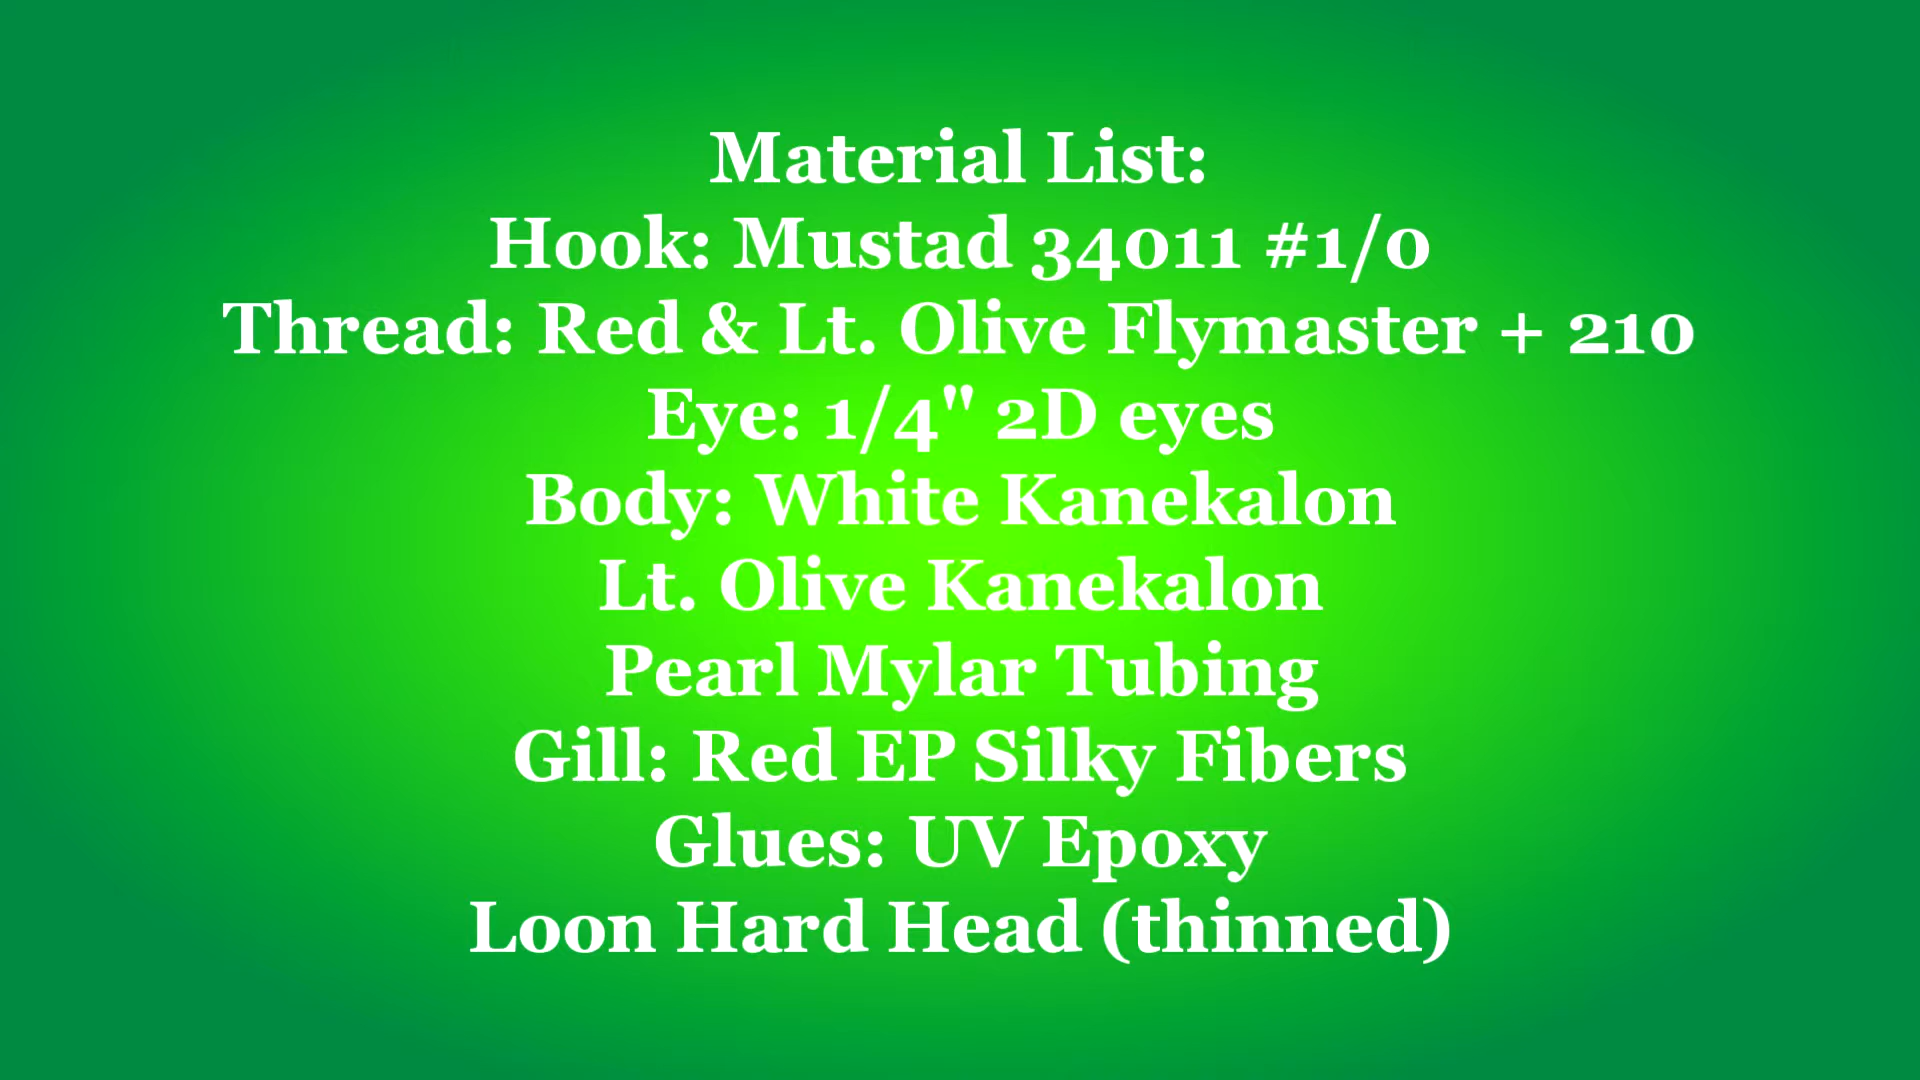 Material List:
Hook: Mustad 34011 #1/0
Thread: Red & Lt. Olive Flymaster + 210
Eye: 1/4" 2D eyes
Body: White Kanekalon
Lt. Olive Kanekalon
Pearl Mylar Tubing
Gill: Red EP Silky Fibers
Glues: UV Epoxy
Loon Hard Head (thinned)